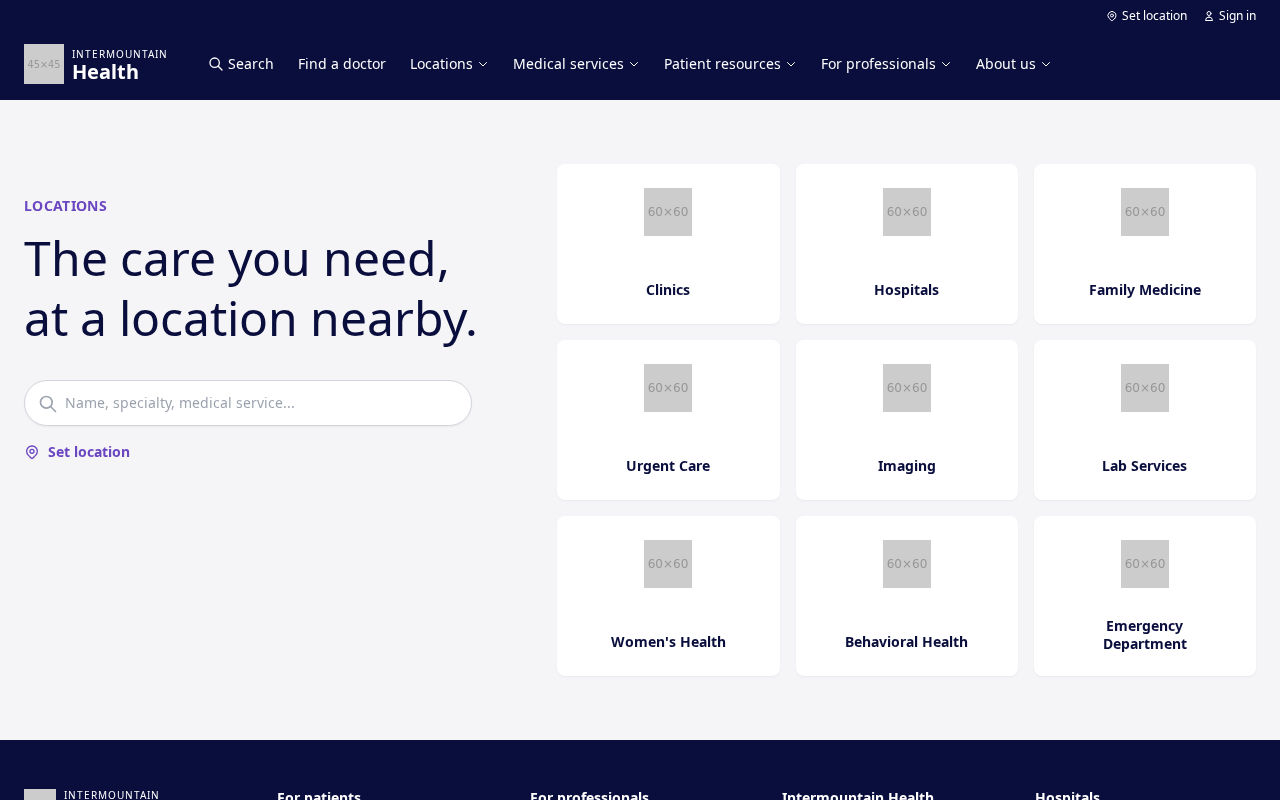 Set location
Sign in
45×45
INTERMOUNTAIN
Health
Search
Find a doctor
Locations
Medical services
Patient resources
For professionals
About us
LOCATIONS
The care you need,
at a location nearby.
Name, specialty, medical service...
Set location
60×60
Clinics
60×60
Hospitals
60×60
Family Medicine
60×60
Urgent Care
60×60
Imaging
60×60
Lab Services
60×60
Women's Health
60×60
Behavioral Health
60×60
Emergency
Department
INTERMOUNTAIN
For patients
For professionals
Intermountain Health
Hospitals